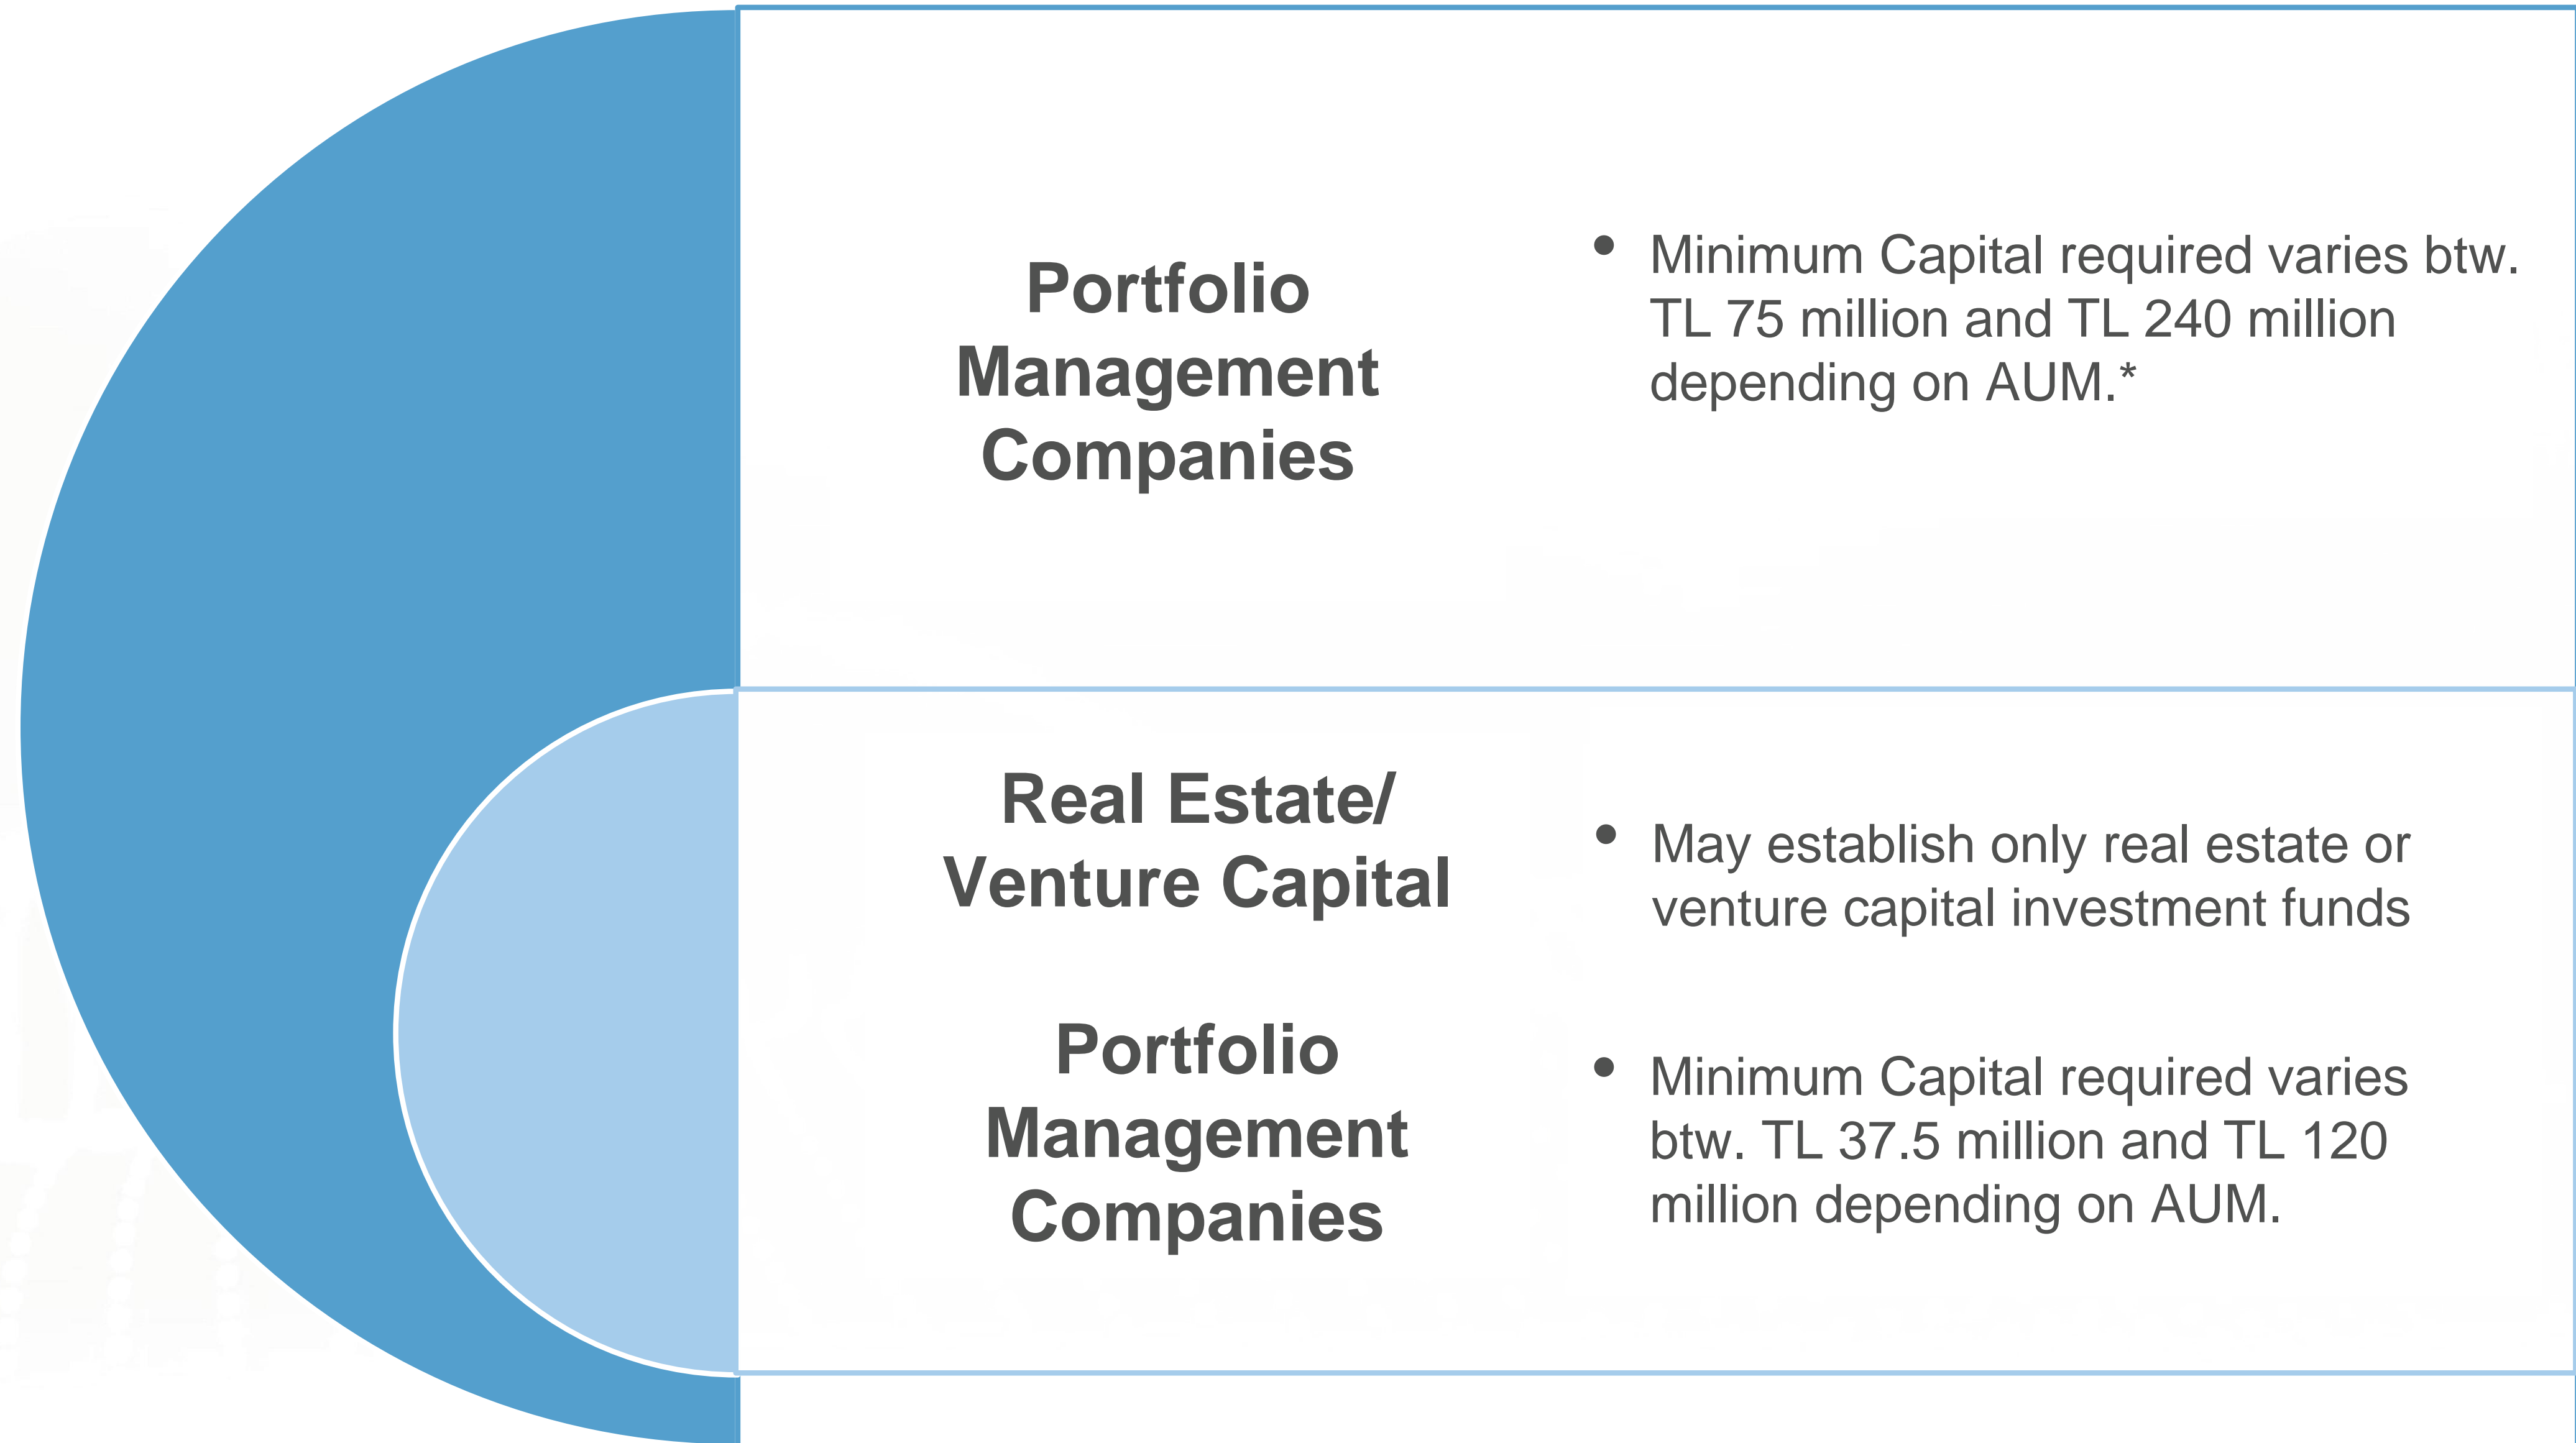 Portfolio
Management
Companies
• Minimum Capital required varies btw.
TL 75 million and TL 240 million
depending on AUM.*
Real Estate/
Venture Capital
Portfolio
Management
Companies
• May establish only real estate or
venture capital investment funds
• Minimum Capital required varies
btw. TL 37.5 million and TL 120
million depending on AUM.